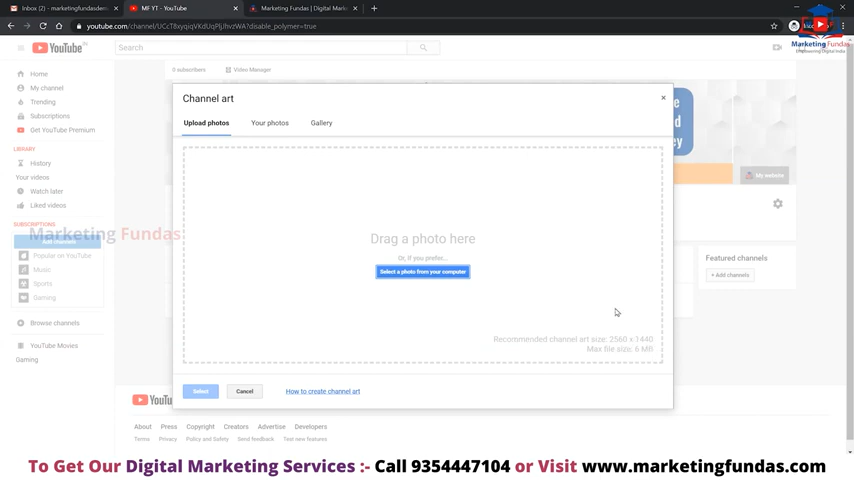 Inbox - marketingfundasdem
MF YT - YouTube
Marketing Fundas | Digital Marke
youtube.com/channel/UCcT8xyqiqVXdUqPljJhvzWA?disable_polymer=true
Incognito
Marketing Fundas
Empowering Digital India
YouTube IN
Search
0 subscribers
Video Manager
Home
My channel
Trending
Subscriptions
Get YouTube Premium
LIBRARY
History
Your videos
Watch later
Liked videos
SUBSCRIPTIONS
Marketing Fundas
Popular on YouTube
Music
Sports
Gaming
Browse channels
YouTube Movies
Gaming
Channel art
Upload photos
Your photos
Gallery
Drag a photo here
Or, if you prefer...
Select a photo from your computer
Recommended channel art size: 2560 x 1440
Max file size: 6 MB
Select
Cancel
How to create channel art
My website
Featured channels
+ Add channels
About Press Copyright Creators Advertise Developers
Terms Privacy Policy and Safety Send feedback Test new features
To Get Our Digital Marketing Services :- Call 9354447104 or Visit www.marketingfundas.com